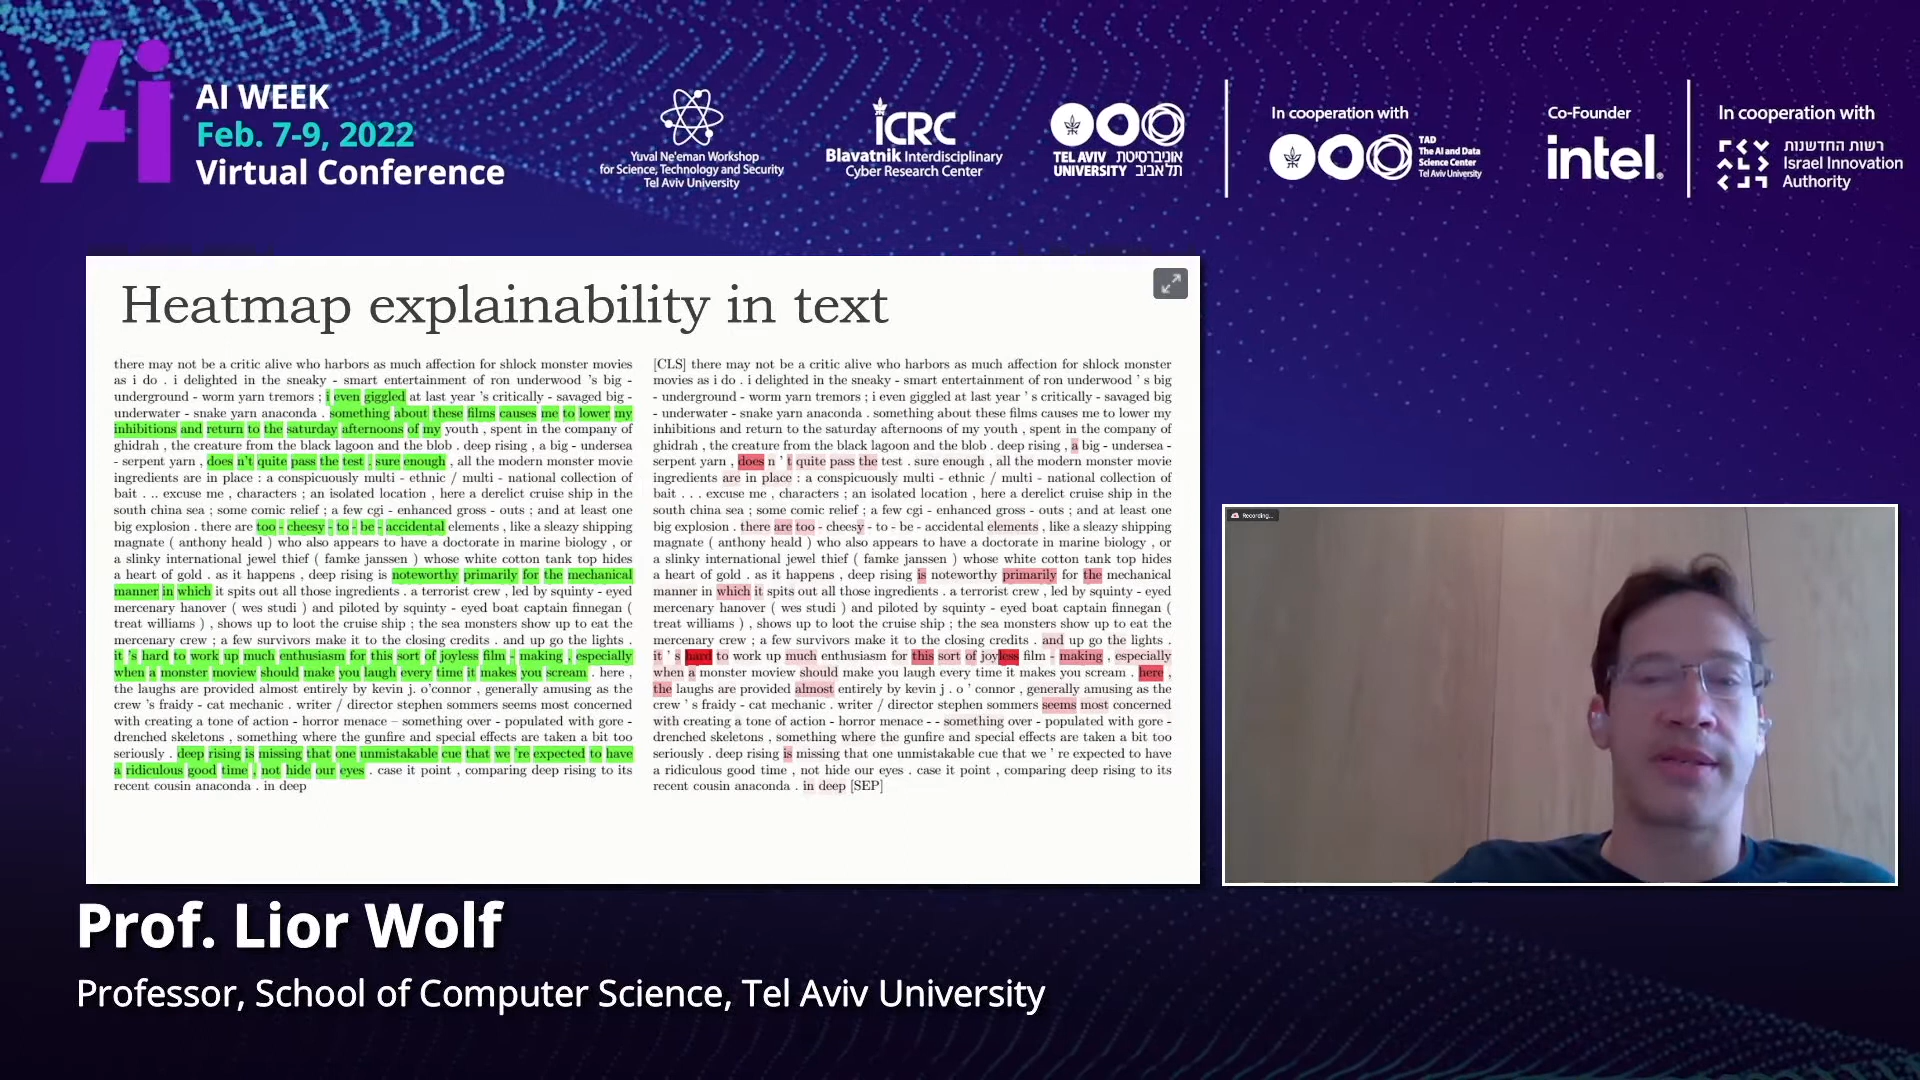 Ai
AI WEEK
Feb. 7-9, 2022
Virtual Conference
Yuval Ne'eman Workshop
for Science, Technology and Security
Tel Aviv University
ICRC
Blavatnik Interdisciplinary
Cyber Research Center
TEL AVIV אוניברסיטת
UNIVERSITY תל אביב
In cooperation with
TAD
The AI and Data
Science Center
Tel Aviv University
Co-Founder
intel.
In cooperation with
רשות החדשנות
Israel Innovation
Authority
Heatmap explainability in text
there may not be a critic alive who harbors as much affection for shlock monster movies
as i do . i delighted in the sneaky - smart entertainment of ron underwood 's big -
underground - worm yarn tremors ; i even giggled at last year 's critically - savaged big -
underwater - snake yarn anaconda . something about these films causes me to lower my
inhibitions and return to the saturday afternoons of my youth , spent in the company of
ghidrah , the creature from the black lagoon and the blob . deep rising , a big - undersea
- serpent yarn , does n't quite pass the test . sure enough , all the modern monster movie
ingredients are in place : a conspicuously multi - ethnic / multi - national collection of
bait . .. excuse me , characters ; an isolated location , here a derelict cruise ship in the
south china sea ; some comic relief ; a few cgi - enhanced gross - outs ; and at least one
big explosion . there are too - cheesy - to - be - accidental elements , like a sleazy shipping
magnate ( anthony heald ) who also appears to have a doctorate in marine biology , or
a slinky international jewel thief ( famke janssen ) whose white cotton tank top hides
a heart of gold . as it happens , deep rising is noteworthy primarily for the mechanical
manner in which it spits out all those ingredients . a terrorist crew , led by squinty - eyed
mercenary hanover ( wes studi ) and piloted by squinty - eyed boat captain finnegan (
treat williams ) , shows up to loot the cruise ship ; the sea monsters show up to eat the
mercenary crew ; a few survivors make it to the closing credits . and up go the lights .
it 's hard to work up much enthusiasm for this sort of joyless film - making , especially
when a monster moview should make you laugh every time it makes you scream . here ,
the laughs are provided almost entirely by kevin j. o'connor , generally amusing as the
crew 's fraidy - cat mechanic . writer / director stephen sommers seems most concerned
with creating a tone of action - horror menace – something over - populated with gore -
drenched skeletons , something where the gunfire and special effects are taken a bit too
seriously . deep rising is missing that one unmistakable cue that we 're expected to have
a ridiculous good time , not hide our eyes . case it point , comparing deep rising to its
recent cousin anaconda . in deep
[CLS] there may not be a critic alive who harbors as much affection for shlock monster
movies as i do . i delighted in the sneaky - smart entertainment of ron underwood ' s big
- underground - worm yarn tremors ; i even giggled at last year ' s critically - savaged big
- underwater - snake yarn anaconda . something about these films causes me to lower my
inhibitions and return to the saturday afternoons of my youth , spent in the company of
ghidrah , the creature from the black lagoon and the blob . deep rising , a big - undersea -
serpent yarn , does n ' t quite pass the test . sure enough , all the modern monster movie
ingredients are in place : a conspicuously multi - ethnic / multi - national collection of
bait . . . excuse me , characters ; an isolated location , here a derelict cruise ship in the
south china sea ; some comic relief ; a few cgi - enhanced gross - outs ; and at least one
big explosion . there are too - cheesy - to - be - accidental elements , like a sleazy shipping
magnate ( anthony heald ) who also appears to have a doctorate in marine biology , or
a slinky international jewel thief ( famke janssen ) whose white cotton tank top hides
a heart of gold . as it happens , deep rising is noteworthy primarily for the mechanical
manner in which it spits out all those ingredients . a terrorist crew , led by squinty - eyed
mercenary hanover ( wes studi ) and piloted by squinty - eyed boat captain finnegan (
treat williams ) , shows up to loot the cruise ship ; the sea monsters show up to eat the
mercenary crew ; a few survivors make it to the closing credits . and up go the lights .
it ' s hard to work up much enthusiasm for this sort of joyless film - making , especially
when a monster moview should make you laugh every time it makes you scream . here ,
the laughs are provided almost entirely by kevin j . o ' connor , generally amusing as the
crew ' s fraidy - cat mechanic . writer / director stephen sommers seems most concerned
with creating a tone of action - horror menace - - something over - populated with gore -
drenched skeletons , something where the gunfire and special effects are taken a bit too
seriously . deep rising is missing that one unmistakable cue that we ' re expected to have
a ridiculous good time , not hide our eyes . case it point , comparing deep rising to its
recent cousin anaconda . in deep [SEP]
Recording...
Prof. Lior Wolf
Professor, School of Computer Science, Tel Aviv University